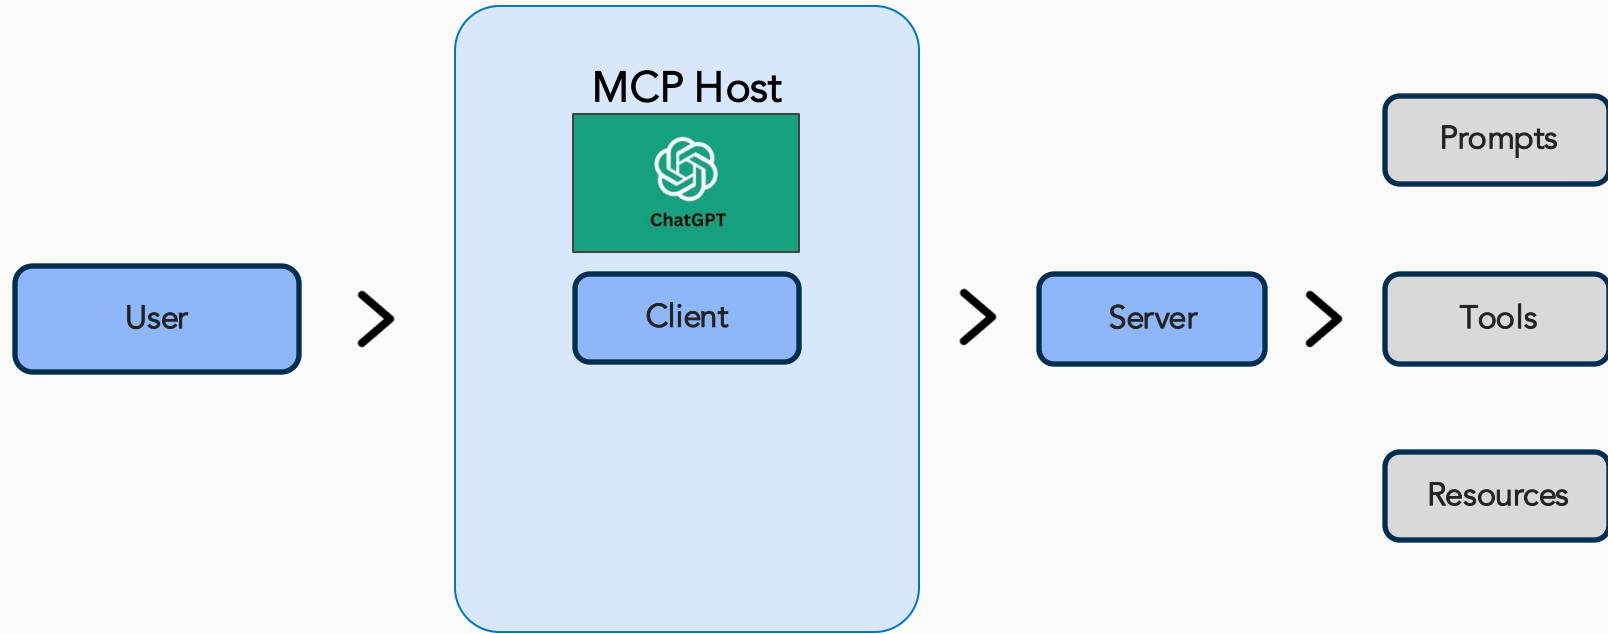 MCP Host
ChatGPT
User
Client
Server
Prompts
Tools
Resources